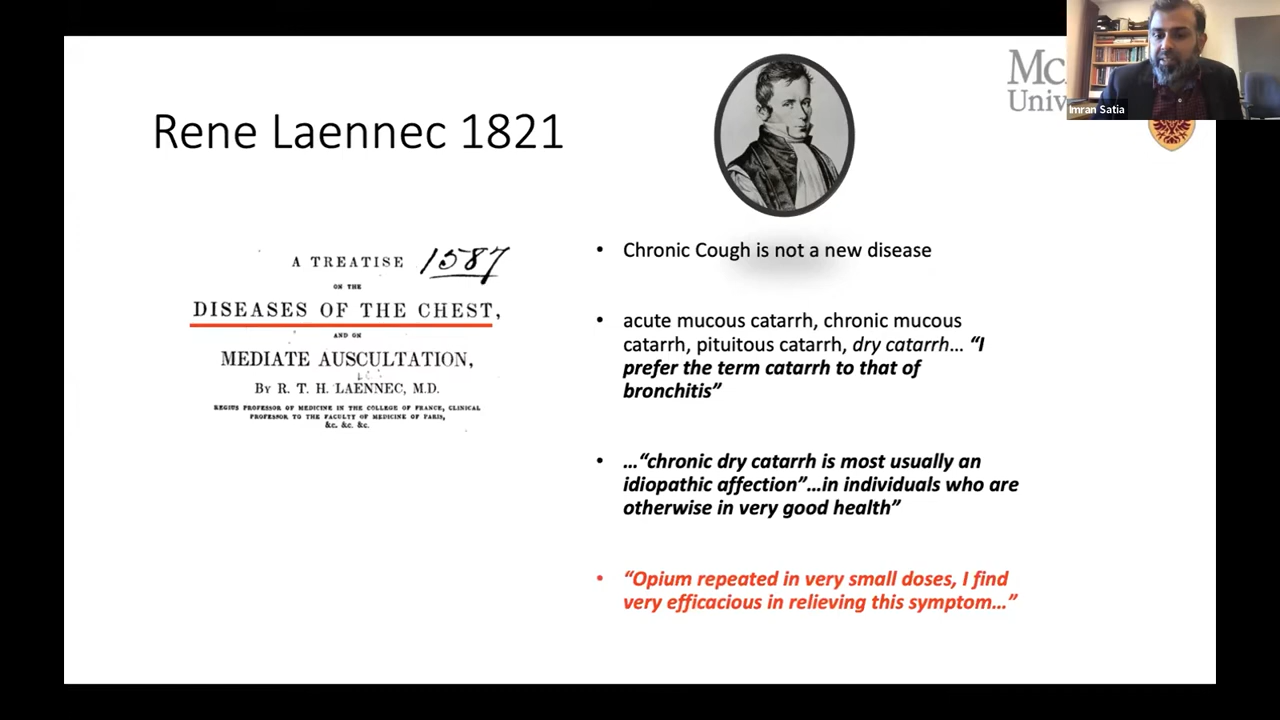 Rene Laennec 1821
Imran Satia
A TREATISE 1587
ON THE
DISEASES OF THE CHEST,
AND ON
MEDIATE AUSCULTATION,
BY R. T. H. LAENNEC, M.D.
REGIUS PROFESSOR OF MEDICINE IN THE COLLEGE OF FRANCE, CLINICAL
PROFESSOR TO THE FACULTY OF MEDICINE OF PARIS,
&c. &c. &c.
• Chronic Cough is not a new disease
• acute mucous catarrh, chronic mucous
catarrh, pituitous catarrh, dry catarrh… “I
prefer the term catarrh to that of
bronchitis”
• …“chronic dry catarrh is most usually an
idiopathic affection”…in individuals who are
otherwise in very good health”
• “Opium repeated in very small doses, I find
very efficacious in relieving this symptom…”